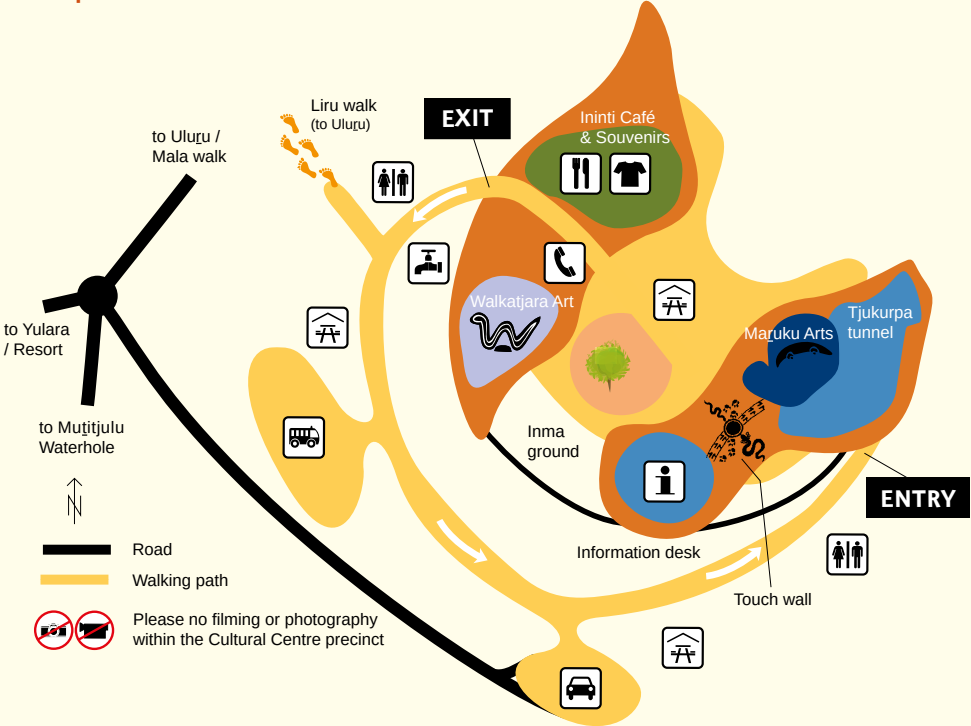 Liru walk
(to Uluṟu)
EXIT
Ininti Café
& Souvenirs
to Uluṟu /
Mala walk
Walkatjara Art
Tjukurpa
tunnel
Maṟuku Arts
to Yulara
/ Resort
to Muṯitjulu
Waterhole
Inma
ground
i
ENTRY
N
Information desk
Touch wall
Road
Walking path
Please no filming or photography
within the Cultural Centre precinct